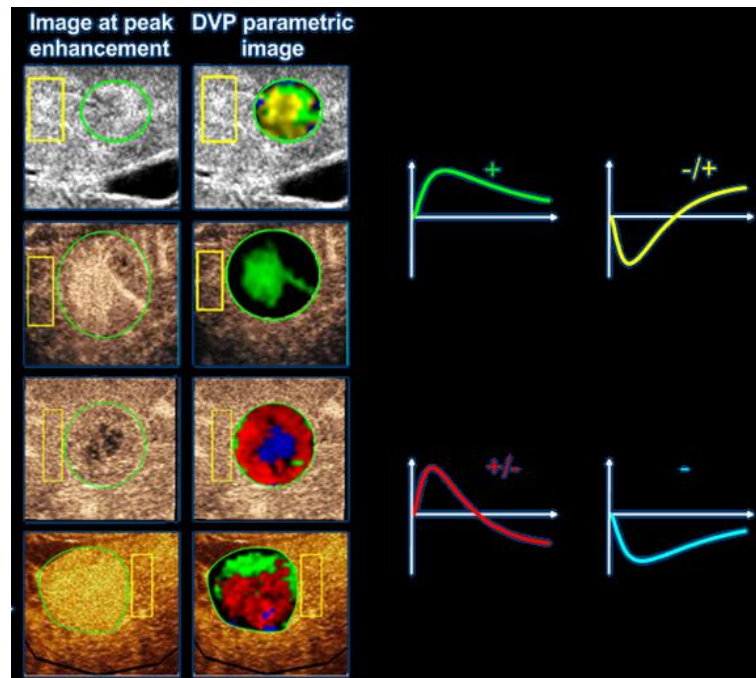 Image at peak
enhancement
DVP parametric
image
+
-/+
+/-
-